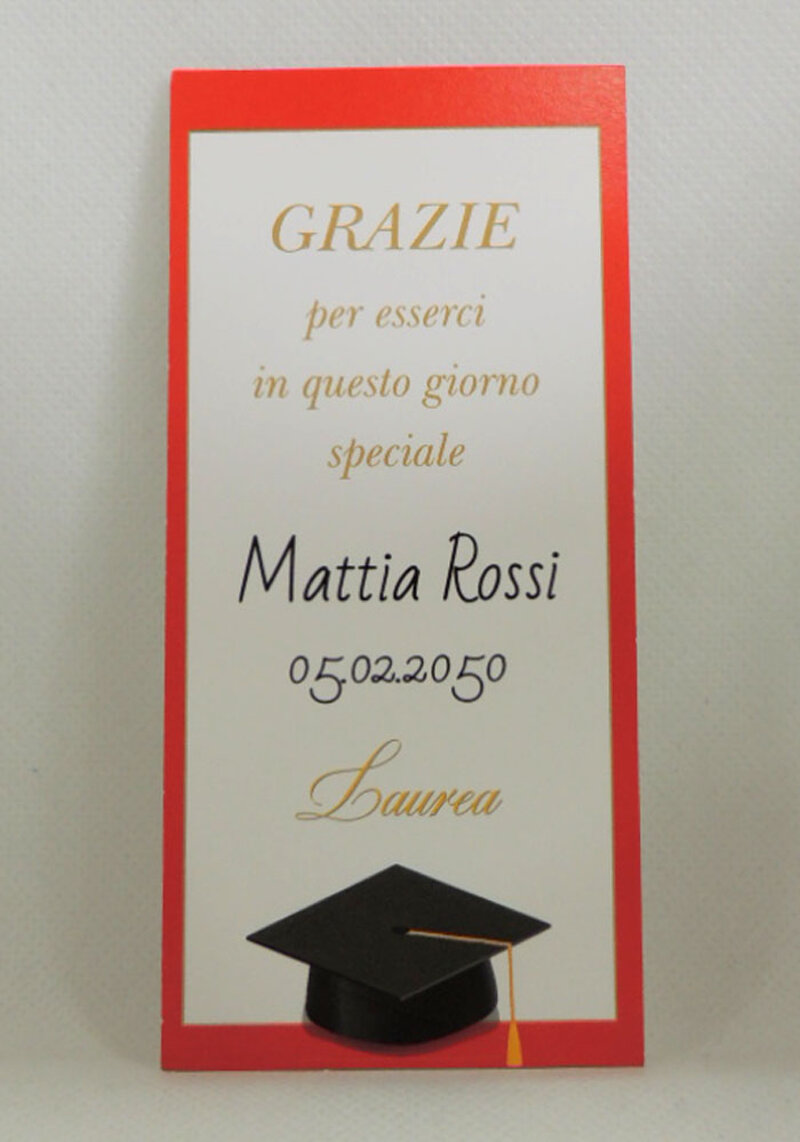 GRAZIE
per esserci
in questo giorno
speciale
Mattia Rossi
05.02.2050
Laurea